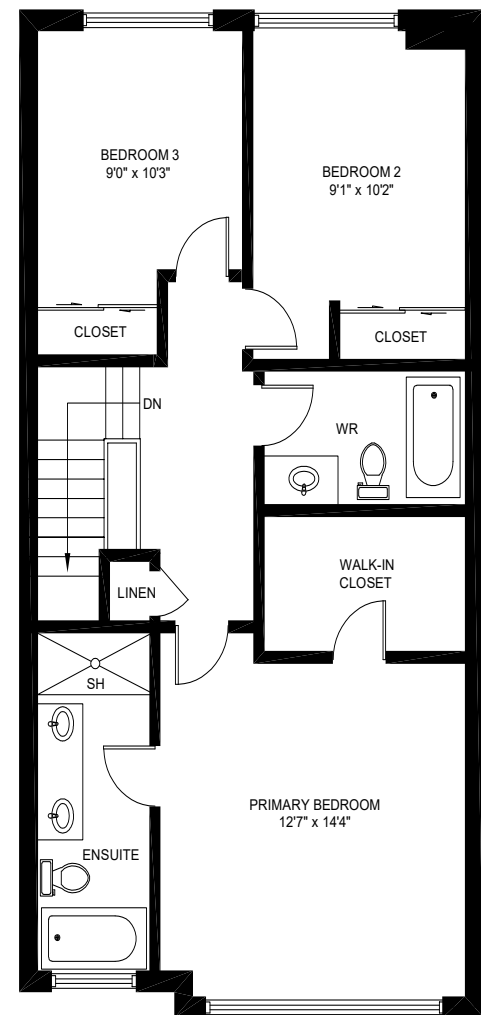 BEDROOM 3
9'0" x 10'3"
BEDROOM 2
9'1" x 10'2"
CLOSET
CLOSET
DN
WR
LINEN
WALK-IN
CLOSET
SH
PRIMARY BEDROOM
12'7" x 14'4"
ENSUITE